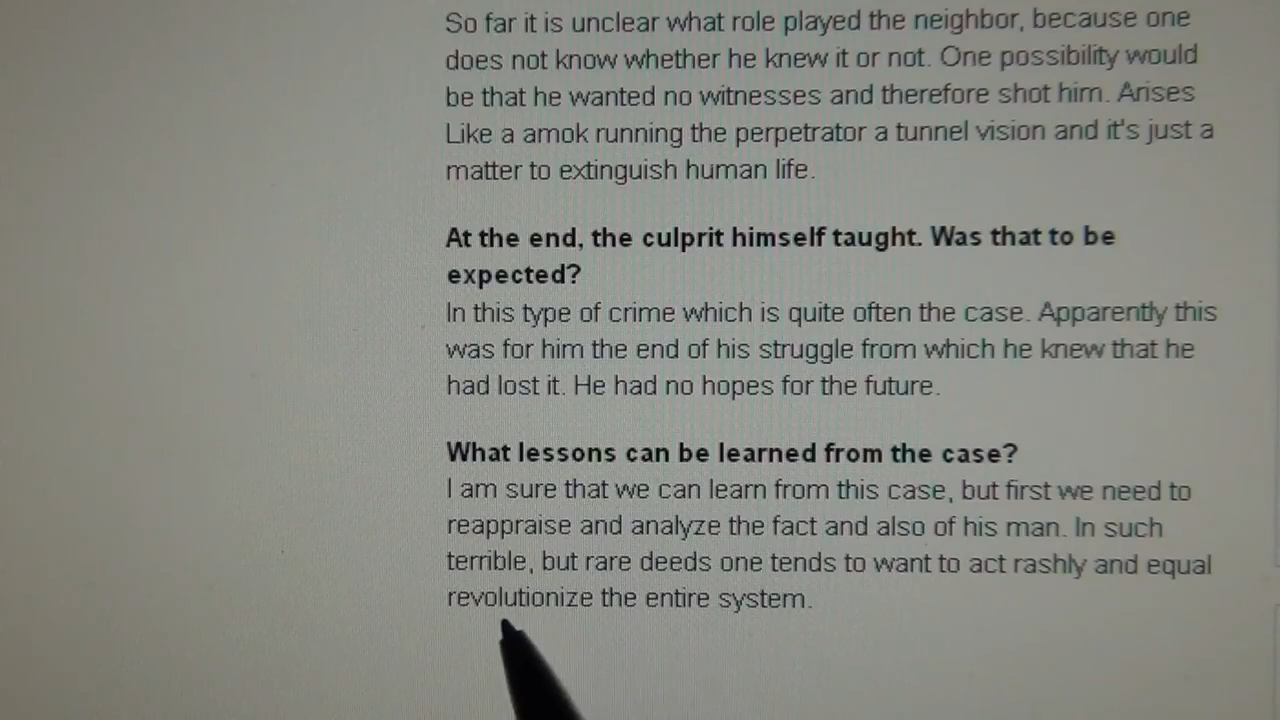 So far it is unclear what role played the neighbor, because one
does not know whether he knew it or not. One possibility would
be that he wanted no witnesses and therefore shot him. Arises
Like a amok running the perpetrator a tunnel vision and it's just a
matter to extinguish human life.
At the end, the culprit himself taught. Was that to be
expected?
In this type of crime which is quite often the case. Apparently this
was for him the end of his struggle from which he knew that he
had lost it. He had no hopes for the future.
What lessons can be learned from the case?
I am sure that we can learn from this case, but first we need to
reappraise and analyze the fact and also of his man. In such
terrible, but rare deeds one tends to want to act rashly and equal
revolutionize the entire system.